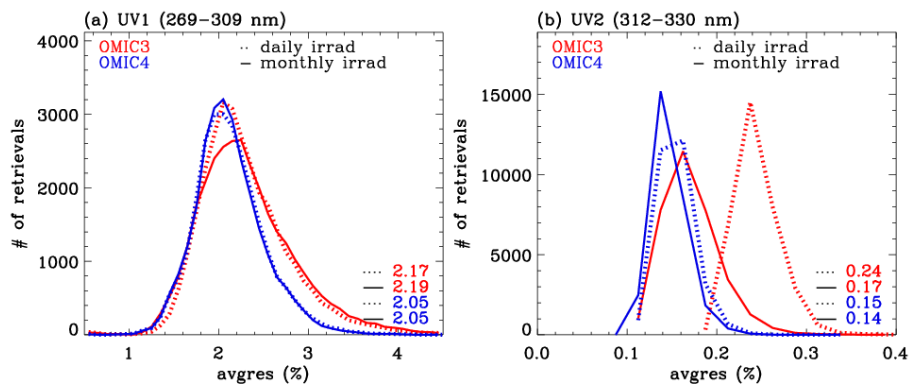 (a) UV1 (269-309 nm)
OMIC3
OMIC4
daily irrad
monthly irrad
# of retrievals
4000
3000
2000
1000
0
2.17
2.19
2.05
2.05
1
2
3
4
avgres (%)
(b) UV2 (312-330 nm)
OMIC3
OMIC4
daily irrad
monthly irrad
# of retrievals
15000
10000
5000
0
0.24
0.17
0.15
0.14
0.0
0.1
0.2
0.3
0.4
avgres (%)